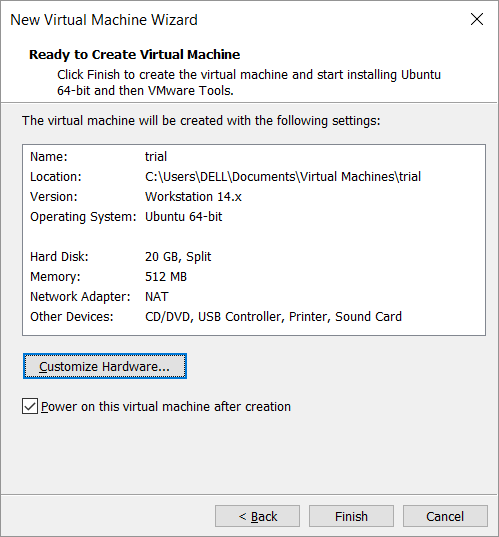 New Virtual Machine Wizard
Ready to Create Virtual Machine
Click Finish to create the virtual machine and start installing Ubuntu
64-bit and then VMware Tools.
The virtual machine will be created with the following settings:
Name: trial
Location: C:\Users\DELL\Documents\Virtual Machines\trial
Version: Workstation 14.x
Operating System: Ubuntu 64-bit
Hard Disk: 20 GB, Split
Memory: 512 MB
Network Adapter: NAT
Other Devices: CD/DVD, USB Controller, Printer, Sound Card
Customize Hardware...
Power on this virtual machine after creation
< Back Finish Cancel